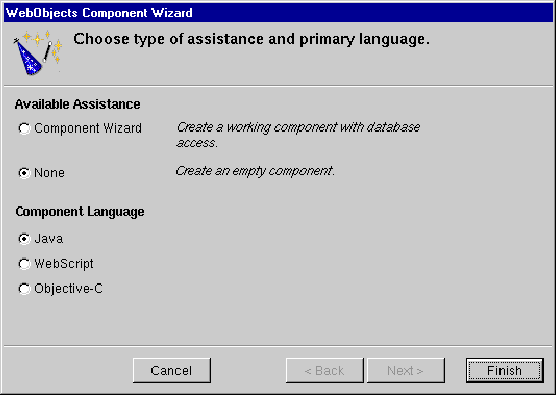 WebObjects Component Wizard
Choose type of assistance and primary language.
Available Assistance
Component Wizard
Create a working component with database
access.
None
Create an empty component.
Component Language
Java
WebScript
Objective-C
Cancel
< Back
Next >
Finish